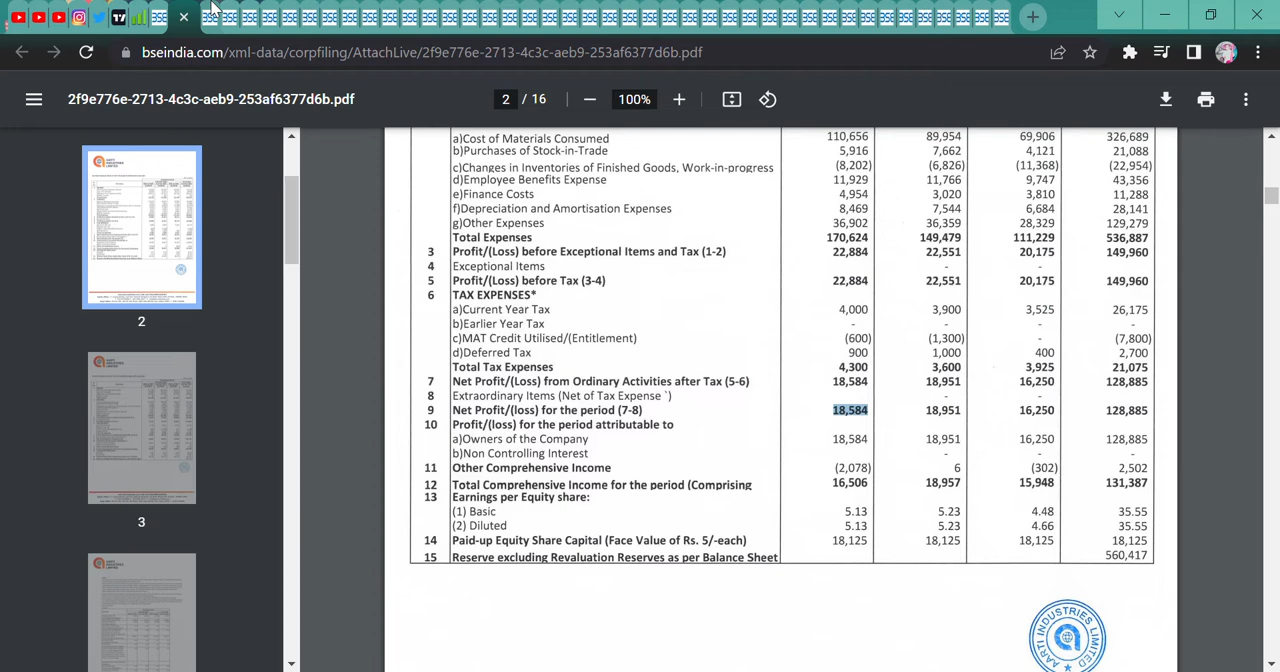 bseindia.com/xml-data/corpfiling/AttachLive/2f9e776e-2713-4c3c-aeb9-253af6377d6b.pdf
2f9e776e-2713-4c3c-aeb9-253af6377d6b.pdf 2 / 16 100%
a)Cost of Materials Consumed 110,656 89,954 69,906 326,689
b)Purchases of Stock-in-Trade 5,916 7,662 4,121 21,088
c)Changes in Inventories of Finished Goods, Work-in-progress (8,202) (6,826) (11,368) (22,954)
d)Employee Benefits Expense 11,929 11,766 9,747 43,356
e)Finance Costs 4,954 3,020 3,810 11,288
f)Depreciation and Amortisation Expenses 8,469 7,544 6,684 28,141
g)Other Expenses 36,902 36,359 28,329 129,279
Total Expenses 170,624 149,479 111,229 536,887
3 Profit/(Loss) before Exceptional Items and Tax (1-2) 22,884 22,551 20,175 149,960
4 Exceptional Items - - -
5 Profit/(Loss) before Tax (3-4) 22,884 22,551 20,175 149,960
6 TAX EXPENSES*
a)Current Year Tax 4,000 3,900 3,525 26,175
b)Earlier Year Tax - - - -
c)MAT Credit Utilised/(Entitlement) (600) (1,300) - (7,800)
d)Deferred Tax 900 1,000 400 2,700
Total Tax Expenses 4,300 3,600 3,925 21,075
7 Net Profit/(Loss) from Ordinary Activities after Tax (5-6) 18,584 18,951 16,250 128,885
8 Extraordinary Items (Net of Tax Expense `) - - - -
9 Net Profit/(loss) for the period (7-8) 18,584 18,951 16,250 128,885
10 Profit/(loss) for the period attributable to
a)Owners of the Company 18,584 18,951 16,250 128,885
b)Non Controlling Interest - - - -
11 Other Comprehensive Income (2,078) 6 (302) 2,502
12 Total Comprehensive Income for the period (Comprising 16,506 18,957 15,948 131,387
13 Earnings per Equity share:
(1) Basic 5.13 5.23 4.48 35.55
(2) Diluted 5.13 5.23 4.66 35.55
14 Paid-up Equity Share Capital (Face Value of Rs. 5/-each) 18,125 18,125 18,125 18,125
15 Reserve excluding Revaluation Reserves as per Balance Sheet 560,417
AARTI INDUSTRIES LIMITED
2
3